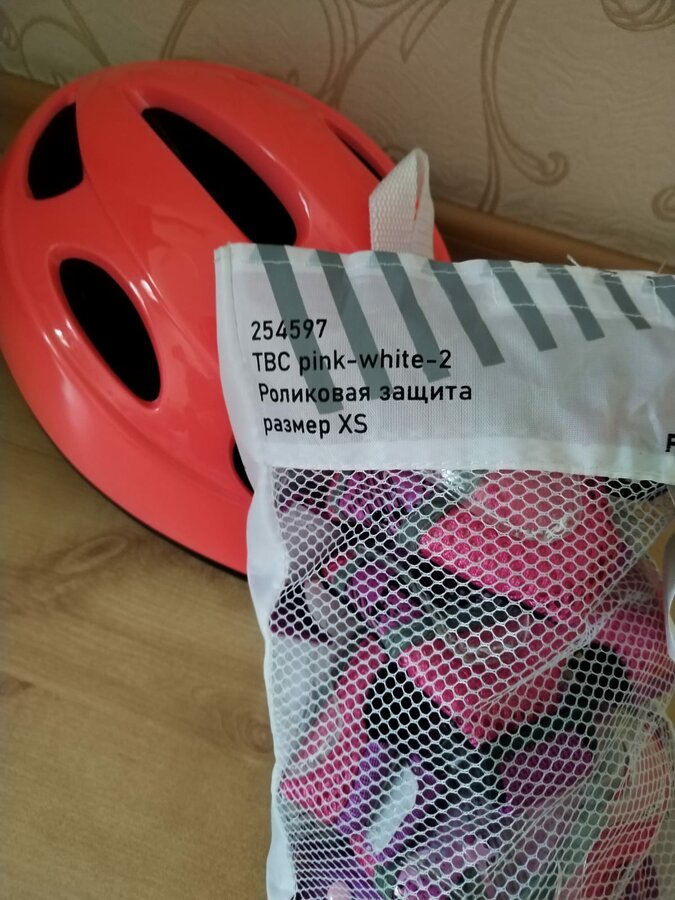 254597
TBC pink-white-2
Роликовая защита
размер XS